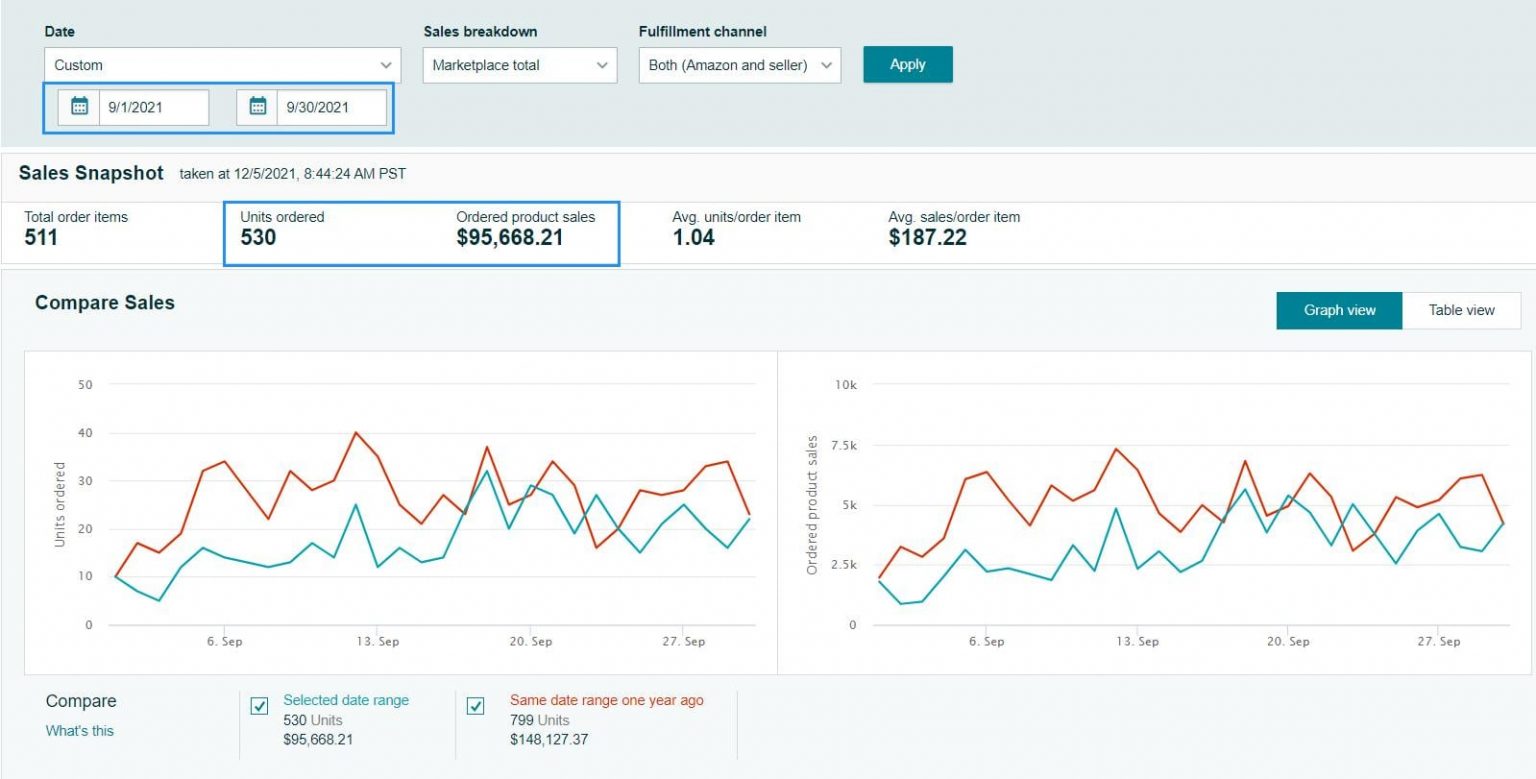 Date
Sales breakdown
Fulfillment channel
Custom
Marketplace total
Both (Amazon and seller)
Apply
9/1/2021
9/30/2021
Sales Snapshot taken at 12/5/2021, 8:44:24 AM PST
Total order items
511
Units ordered
530
Ordered product sales
$95,668.21
Avg. units/order item
1.04
Avg. sales/order item
$187.22
Compare Sales
Graph view
Table view
Units ordered
50
40
30
20
10
0
6. Sep
13. Sep
20. Sep
27. Sep
Ordered product sales
10k
7.5k
5k
2.5k
0
6. Sep
13. Sep
20. Sep
27. Sep
Compare
What's this
Selected date range
530 Units
$95,668.21
Same date range one year ago
799 Units
$148,127.37